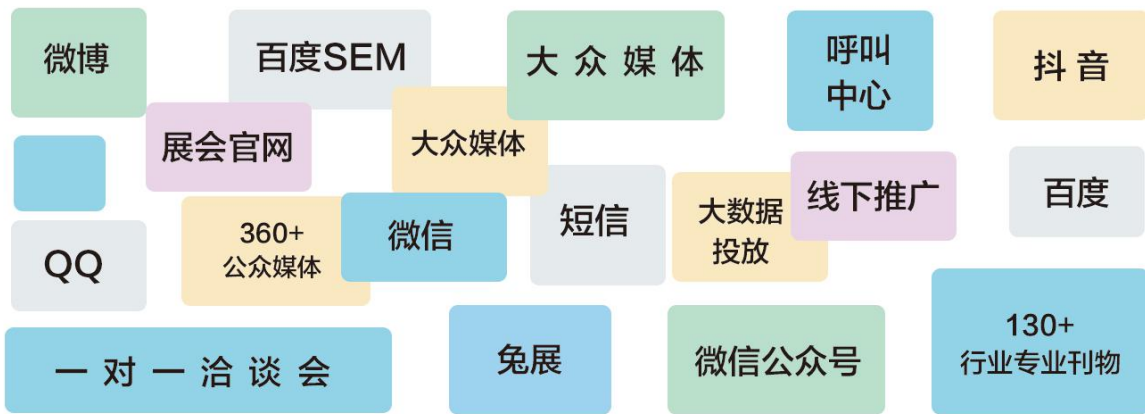 微博
百度SEM
大众媒体
呼叫
中心
抖音
展会官网
大众媒体
线下推广
百度
QQ
360+
公众媒体
微信
短信
大数据
投放
一对一洽谈会
兔展
微信公众号
130+
行业专业刊物